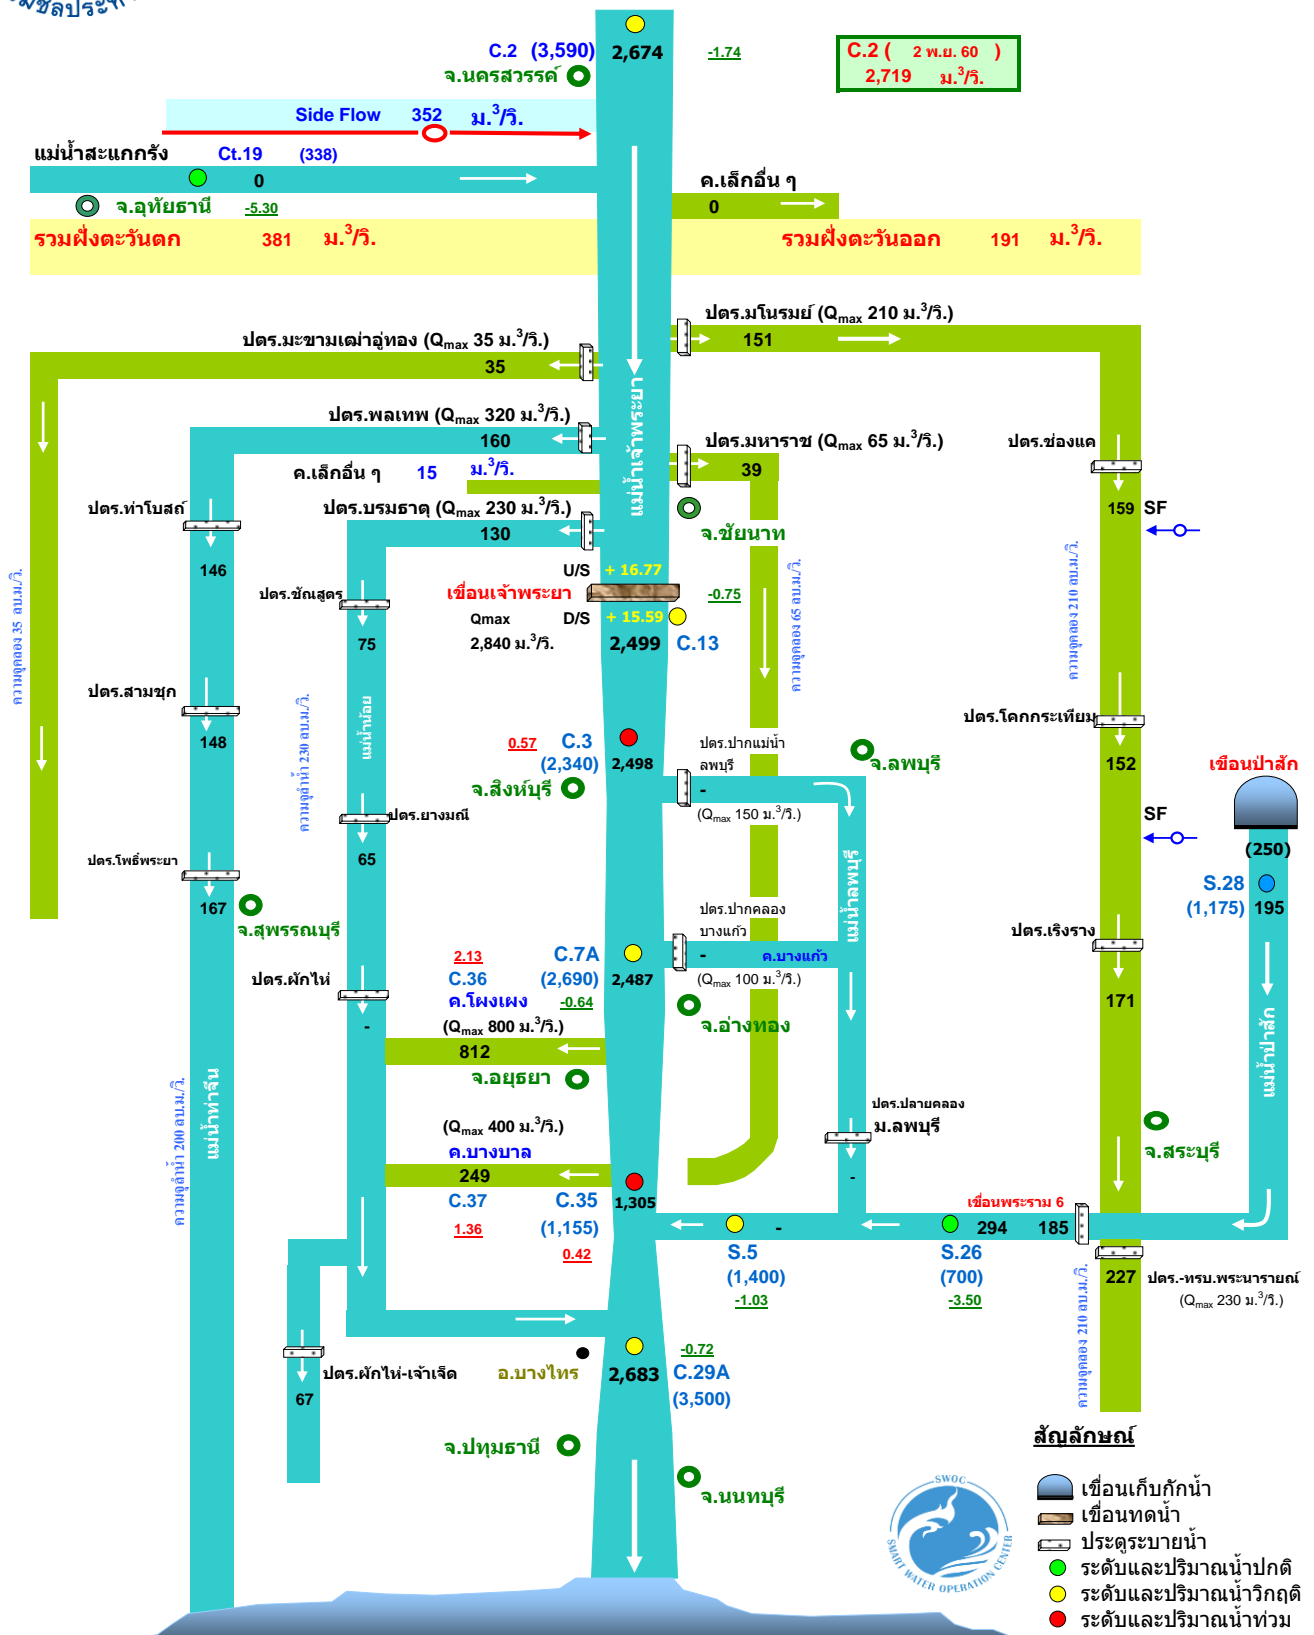 C.2 (3,590) 2,674 -1.74
จ.นครสวรรค์
C.2 ( 2 พ.ย. 60 )
2,719 ม.3/วิ.
Side Flow 352 ม.3/วิ.
แม่น้ำสะแกกรัง Ct.19 (338)
0
จ.อุทัยธานี -5.30
ค.เล็กอื่น ๆ
0
รวมฝั่งตะวันตก 381 ม.3/วิ.
รวมฝั่งตะวันออก 191 ม.3/วิ.
ปตร.มโนรมย์ (Qmax 210 ม.3/วิ.)
151
ปตร.มะขามเฒ่าอู่ทอง (Qmax 35 ม.3/วิ.)
35
แม่น้ำเจ้าพระยา
ปตร.พลเทพ (Qmax 320 ม.3/วิ.)
160
ปตร.มหาราช (Qmax 65 ม.3/วิ.)
39
ปตร.ช่องแค
ค.เล็กอื่น ๆ 15 ม.3/วิ.
ปตร.ท่าโบสถ์
146
ปตร.บรมธาตุ (Qmax 230 ม.3/วิ.)
130
จ.ชัยนาท
159 SF
ความจุคลอง 35 ลบ.ม./วิ.
ความจุคลอง 65 ลบ.ม./วิ.
ความจุคลอง 210 ลบ.ม./วิ.
U/S + 16.77
ปตร.ชัณสูตร
75
เขื่อนเจ้าพระยา -0.75
Qmax D/S + 15.59
2,840 ม.3/วิ. 2,499 C.13
ปตร.สามชุก
148
แม่น้ำน้อย
ความจุลำน้ำ 230 ลบ.ม./วิ.
ปตร.โคกกระเทียม
152
0.57 C.3
(2,340) 2,498
จ.สิงห์บุรี
ปตร.ปากแม่น้ำ
ลพบุรี
-
(Qmax 150 ม.3/วิ.)
จ.ลพบุรี
เขื่อนป่าสัก
(250)
SF
ปตร.ยางมณี
65
ปตร.โพธิ์พระยา
167
จ.สุพรรณบุรี
แม่น้ำลพบุรี
S.28
(1,175) 195
ปตร.ปากคลอง
บางแก้ว
- ค.บางแก้ว
(Qmax 100 ม.3/วิ.)
ปตร.เริงราง
171
2.13 C.7A
C.36 (2,690) 2,487
ค.โผงเผง -0.64
(Qmax 800 ม.3/วิ.)
812
ปตร.ผักไห่
-
จ.อ่างทอง
จ.อยุธยา
แม่น้ำท่าจีน
ความจุลำน้ำ 200 ลบ.ม./วิ.
แม่น้ำป่าสัก
ปตร.ปลายคลอง
ม.ลพบุรี
-
จ.สระบุรี
(Qmax 400 ม.3/วิ.)
ค.บางบาล
249
C.37 C.35 1,305
(1,155)
1.36
0.42
เขื่อนพระราม 6
294 185
-
S.5
(1,400)
-1.03
S.26
(700)
-3.50
227 ปตร.-ทรบ.พระนารายณ์
(Qmax 230 ม.3/วิ.)
ความจุคลอง 210 ลบ.ม./วิ.
-0.72
ปตร.ผักไห่-เจ้าเจ็ด
67
อ.บางไทร 2,683 C.29A
(3,500)
จ.ปทุมธานี
จ.นนทบุรี
สัญลักษณ์
เขื่อนเก็บกักน้ำ
เขื่อนทดน้ำ
ประตูระบายน้ำ
ระดับและปริมาณน้ำปกติ
ระดับและปริมาณน้ำวิกฤติ
ระดับและปริมาณน้ำท่วม
SWOC
SMART WATER OPERATION CENTER